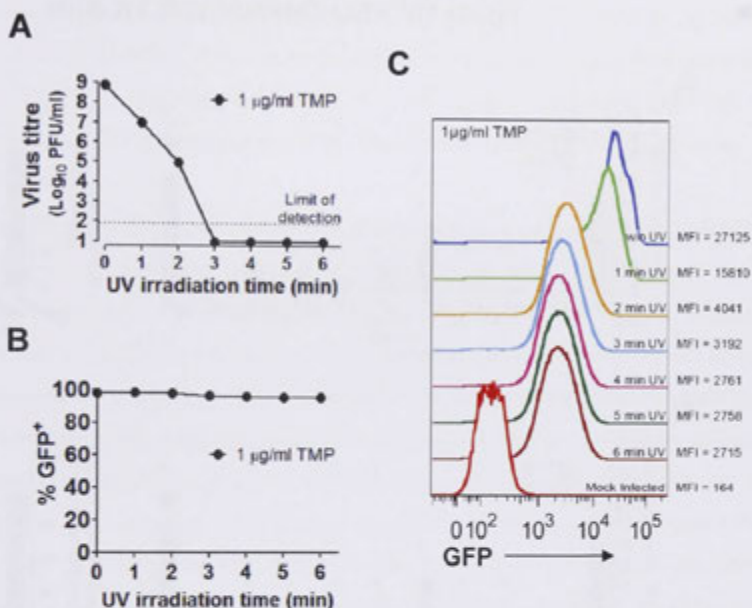 A
Virus titre
(Log10 PFU/ml)
9
8
7
6
5
4
3
2
1
1 µg/ml TMP
Limit of
detection
0 1 2 3 4 5 6
UV irradiation time (min)
B
% GFP+
100
80
60
40
20
0
1 µg/ml TMP
0 1 2 3 4 5 6
UV irradiation time (min)
C
1µg/ml TMP
w/o UV MFI = 27125
1 min UV MFI = 15810
2 min UV MFI = 4041
3 min UV MFI = 3192
4 min UV MFI = 2761
5 min UV MFI = 2758
6 min UV MFI = 2715
Mock Infected MFI = 164
0 10² 10³ 10⁴ 10⁵
GFP